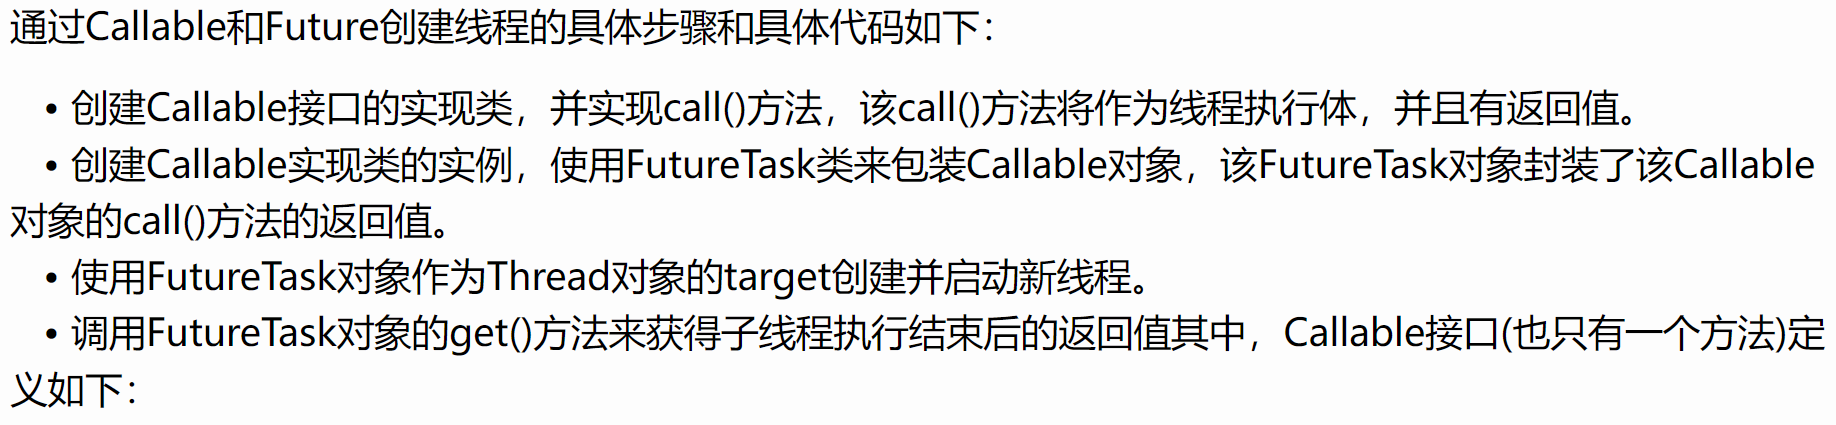 通过Callable和Future创建线程的具体步骤和具体代码如下：
• 创建Callable接口的实现类，并实现call()方法，该call()方法将作为线程执行体，并且有返回值。
• 创建Callable实现类的实例，使用FutureTask类来包装Callable对象，该FutureTask对象封装了该Callable
对象的call()方法的返回值。
• 使用FutureTask对象作为Thread对象的target创建并启动新线程。
• 调用FutureTask对象的get()方法来获得子线程执行结束后的返回值其中，Callable接口(也只有一个方法)定
义如下：